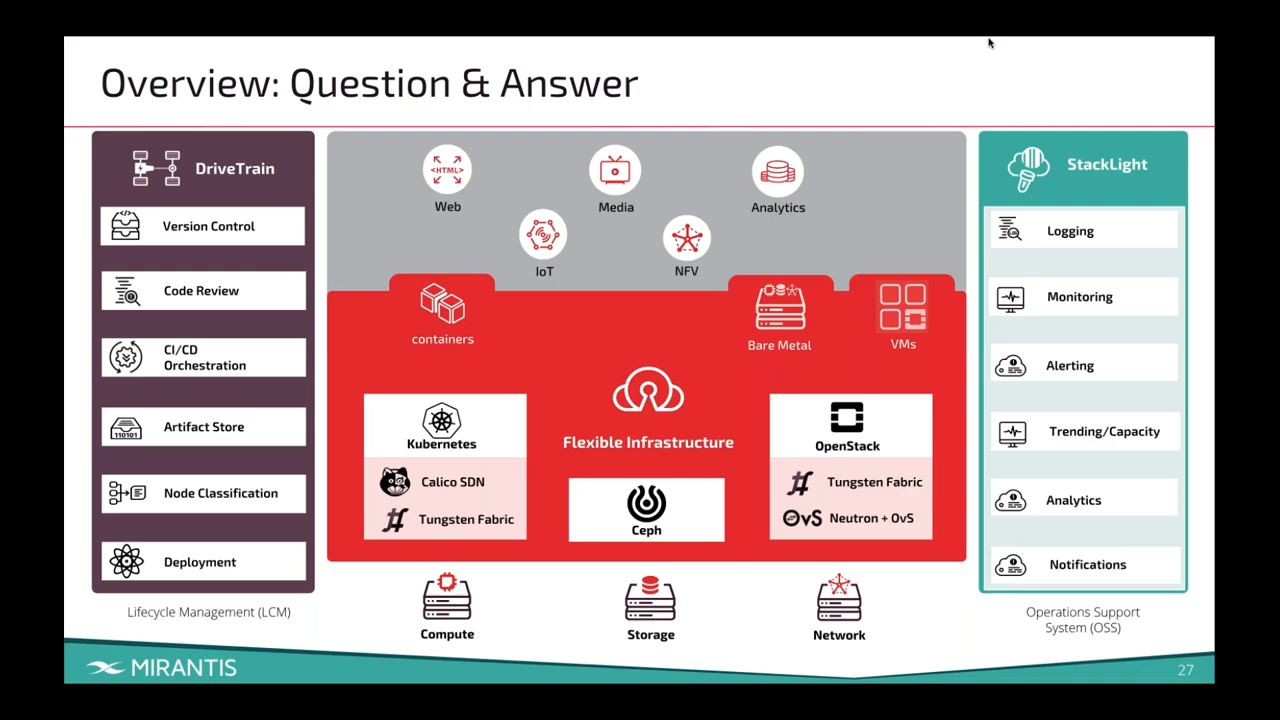 Overview: Question & Answer
DriveTrain
Version Control
Code Review
CI/CD
Orchestration
Artifact Store
110101
Node Classification
Deployment
Lifecycle Management (LCM)
<HTML>
Web
Media
Analytics
IoT
NFV
containers
Bare Metal
VMs
Flexible Infrastructure
Kubernetes
Calico SDN
Tungsten Fabric
Ceph
OpenStack
Tungsten Fabric
OvS Neutron + OvS
Compute
Storage
Network
StackLight
Logging
Monitoring
Alerting
Trending/Capacity
Analytics
Notifications
Operations Support
System (OSS)
MIRANTIS
27